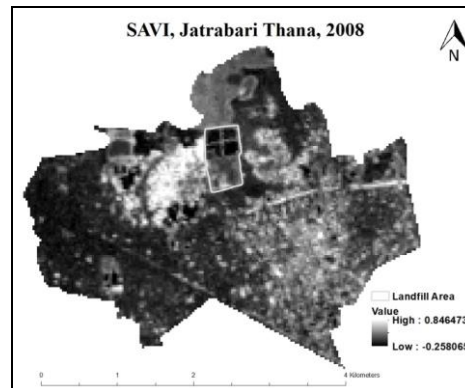 SAVI, Jatrabari Thana, 2008
N
Landfill Area
Value
High : 0.846473
Low : -0.258065
0 1 2 4 Kilometers